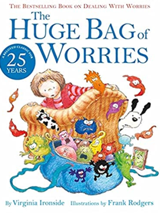 THE BESTSELLING BOOK ON DEALING WITH WORRIES
The
HUGE BAG of
WORRIES
25
YEARS
By Virginia Ironside Illustrations by Frank Rodgers